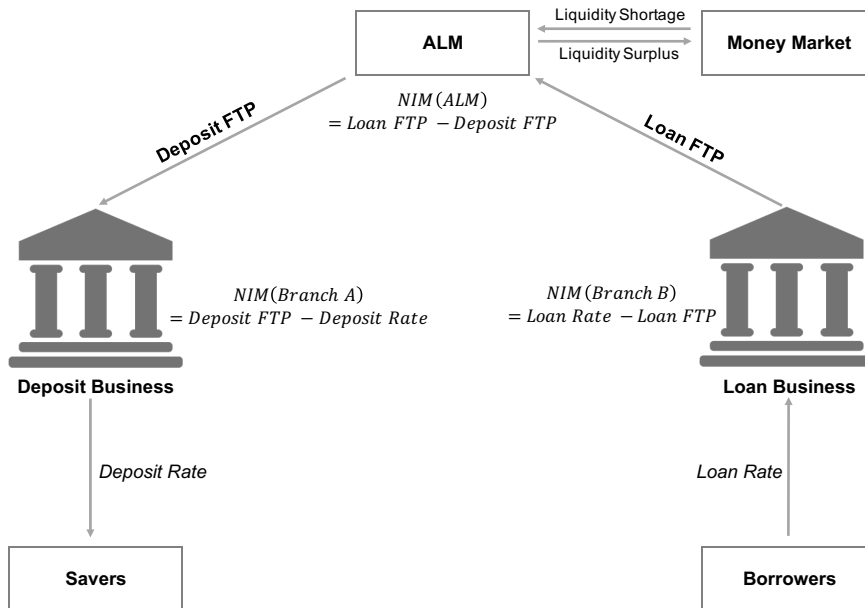 Liquidity Shortage
ALM
Money Market
Liquidity Surplus
NIM(ALM)
= Loan FTP − Deposit FTP
Deposit FTP
Loan FTP
NIM(Branch A)
= Deposit FTP − Deposit Rate
NIM(Branch B)
= Loan Rate − Loan FTP
Deposit Business
Loan Business
Deposit Rate
Loan Rate
Savers
Borrowers